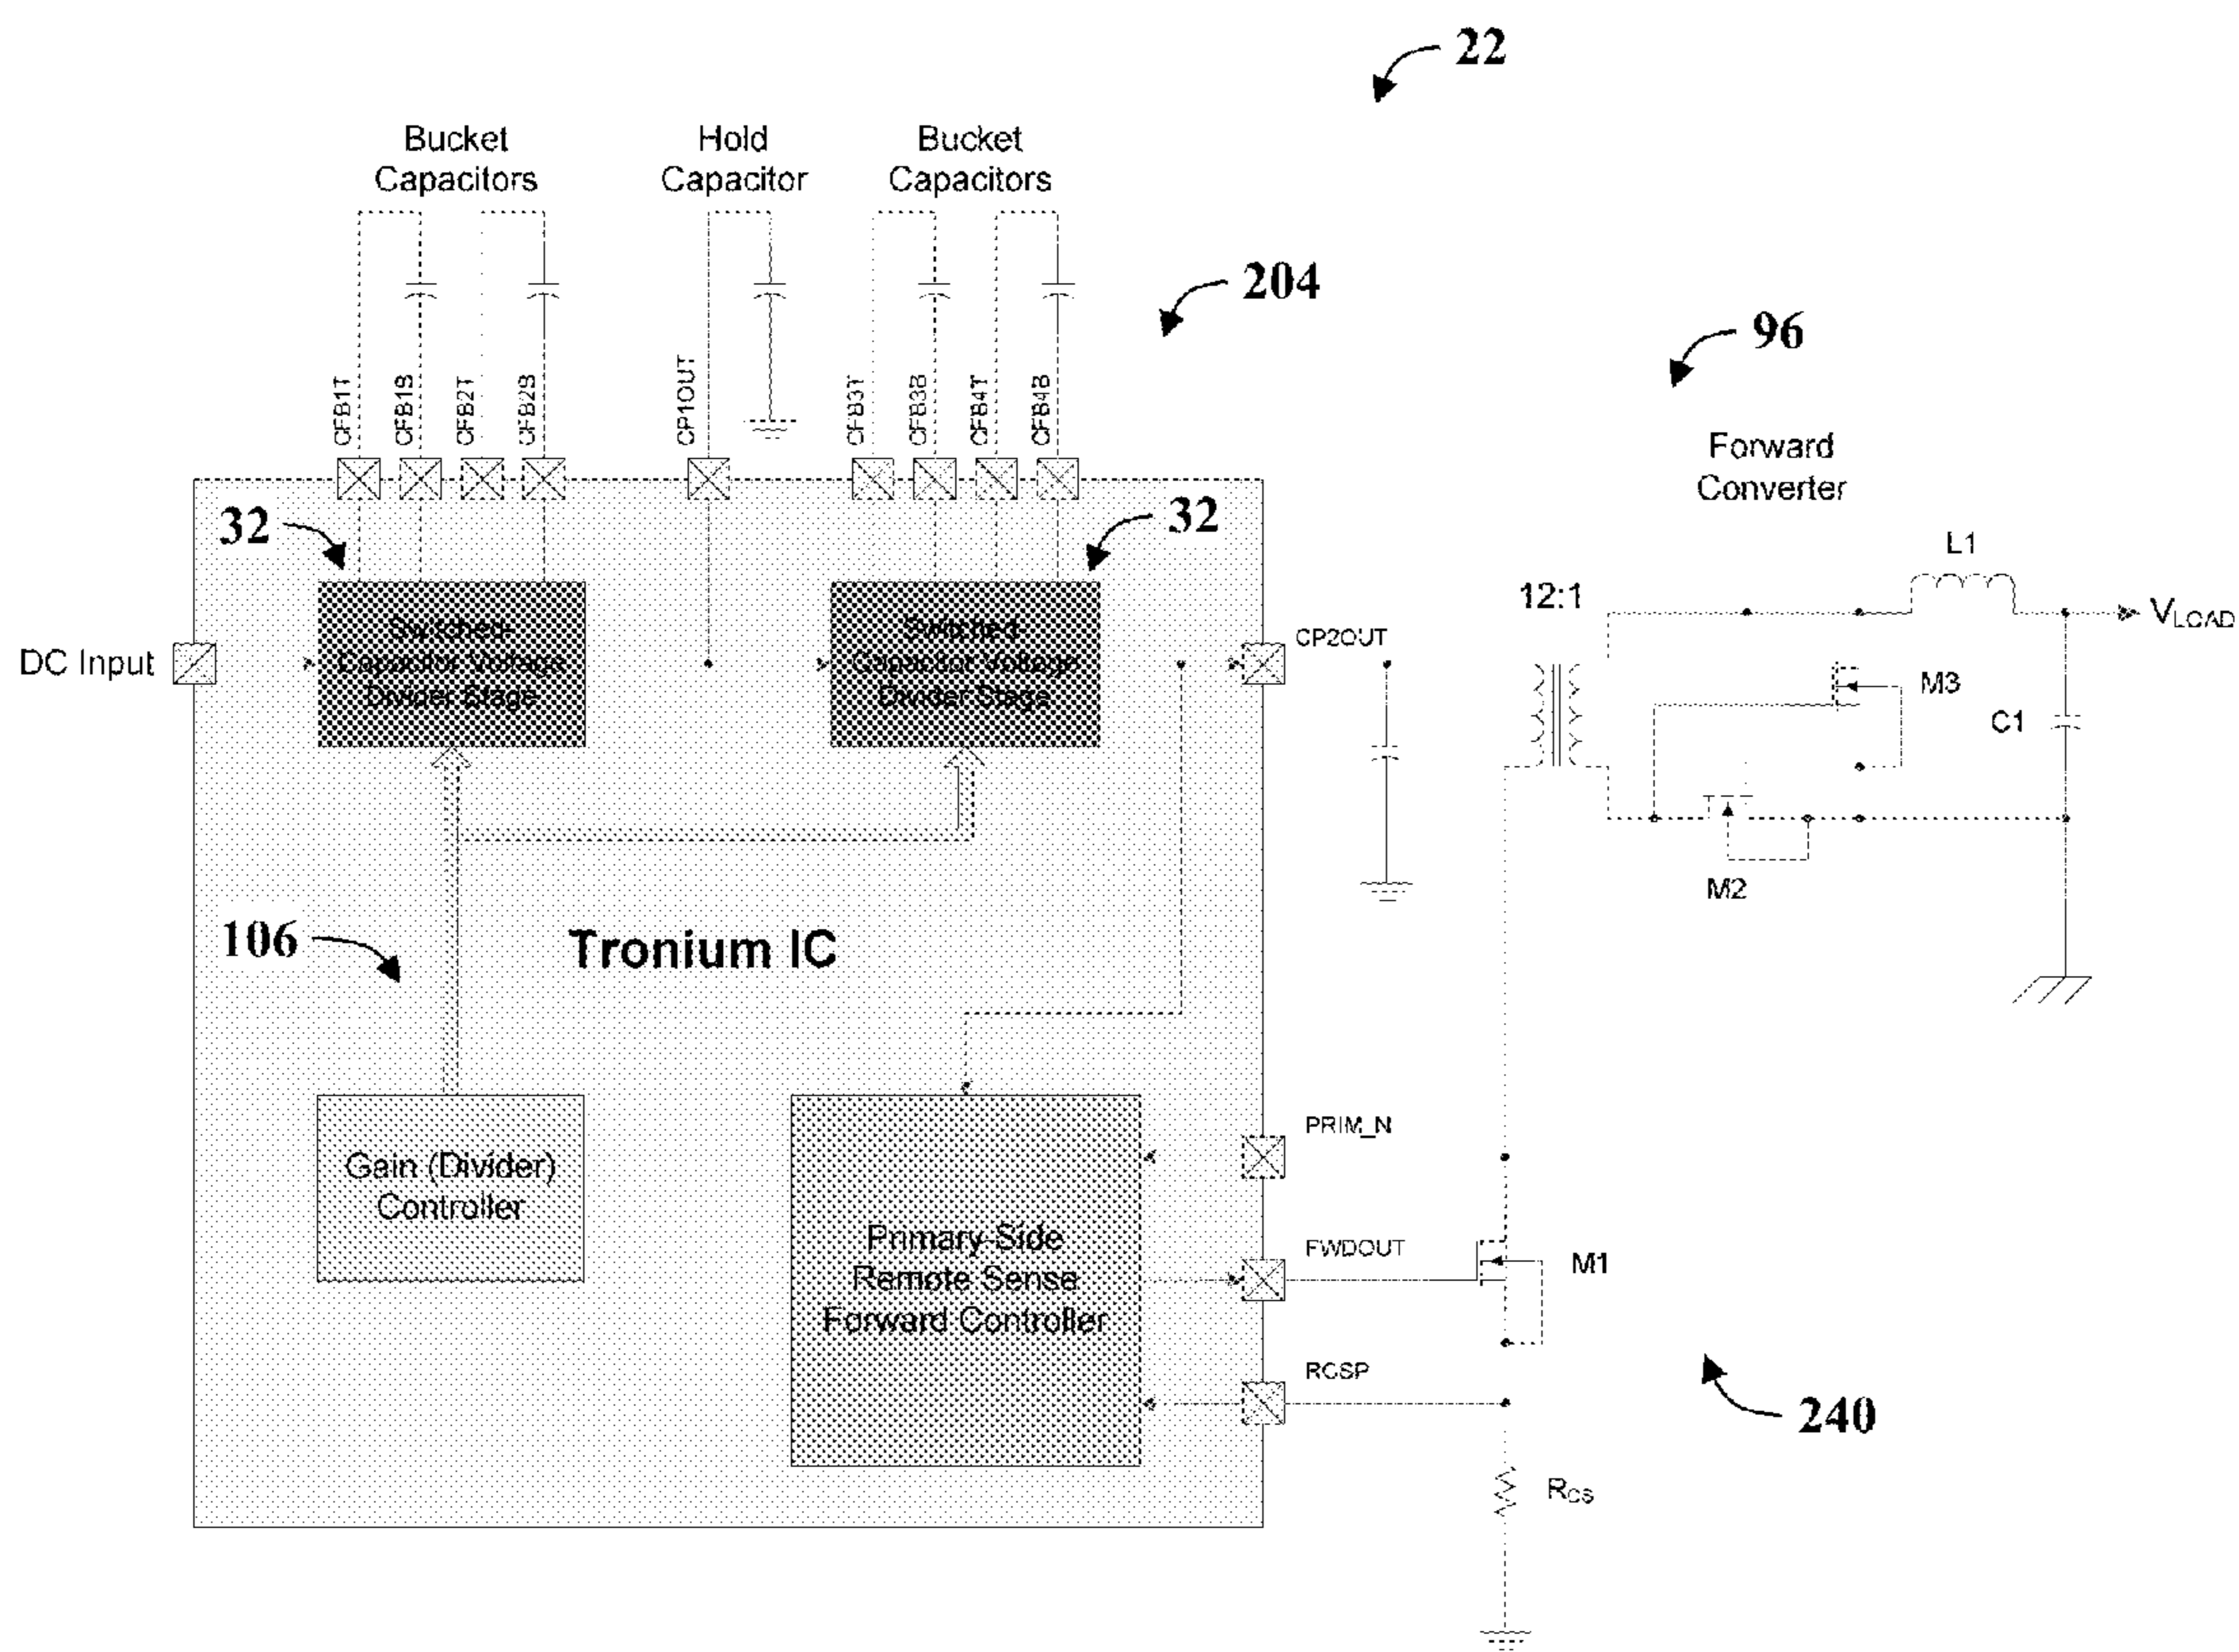 22
Bucket
Capacitors
Hold
Capacitor
Bucket
Capacitors
204
96
CFB1T
CFB1B
CFB2T
CFB2B
CP1OUT
CFB3T
CFB3B
CFB4T
CFB4B
Forward
Converter
32
32
L1
12:1
VLOAD
DC Input
Switched-
Capacitor Voltage
Divider Stage
Switched-
Capacitor Voltage
Divider Stage
CP2OUT
M3
C1
M2
106
Tronium IC
PRIM_N
Gain (Divider)
Controller
Primary-Side
Remote Sense
Forward Controller
FWDOUT
M1
RCSP
240
RCS